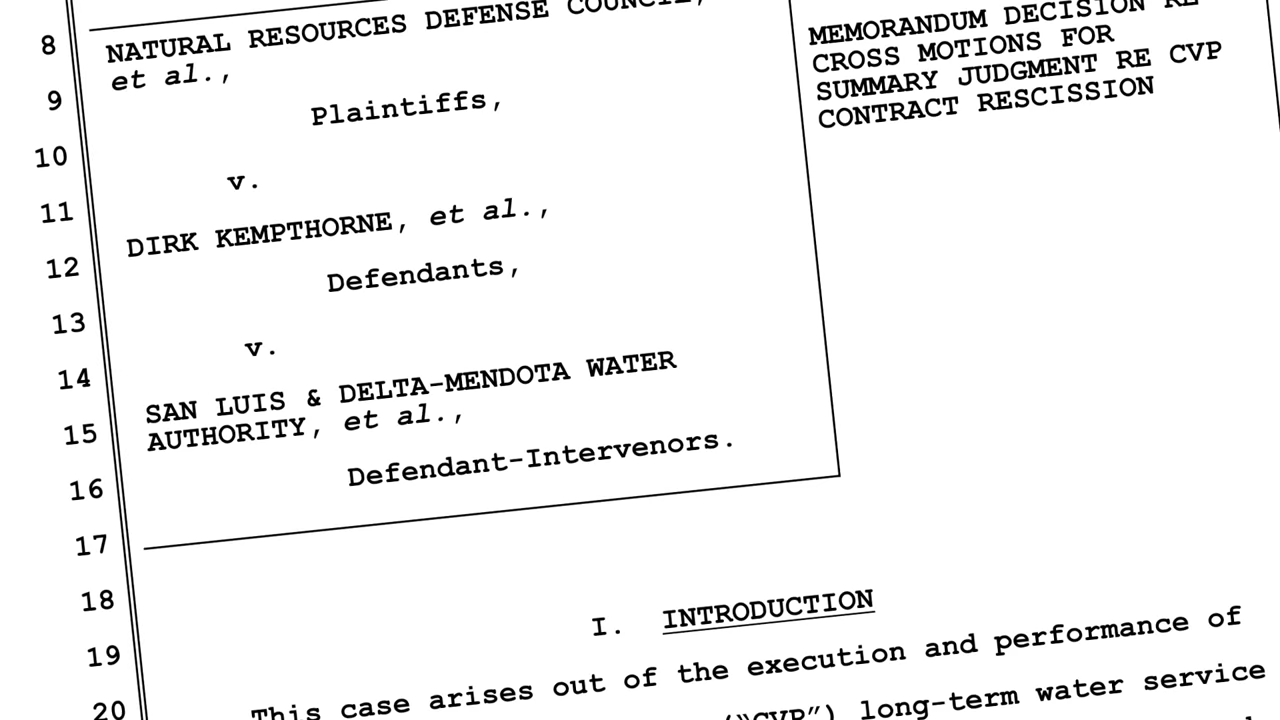 8 NATURAL RESOURCES DEFENSE COUNCIL,
et al.,
9
Plaintiffs,
10
v.
11
DIRK KEMPTHORNE, et al.,
12
Defendants,
13
v.
14
SAN LUIS & DELTA-MENDOTA WATER
15 AUTHORITY, et al.,
16 Defendant-Intervenors.
17
MEMORANDUM DECISION RE
CROSS MOTIONS FOR
SUMMARY JUDGMENT RE CVP
CONTRACT RESCISSION
18
I. INTRODUCTION
19
20 This case arises out of the execution and performance of
("CVP") long-term water service